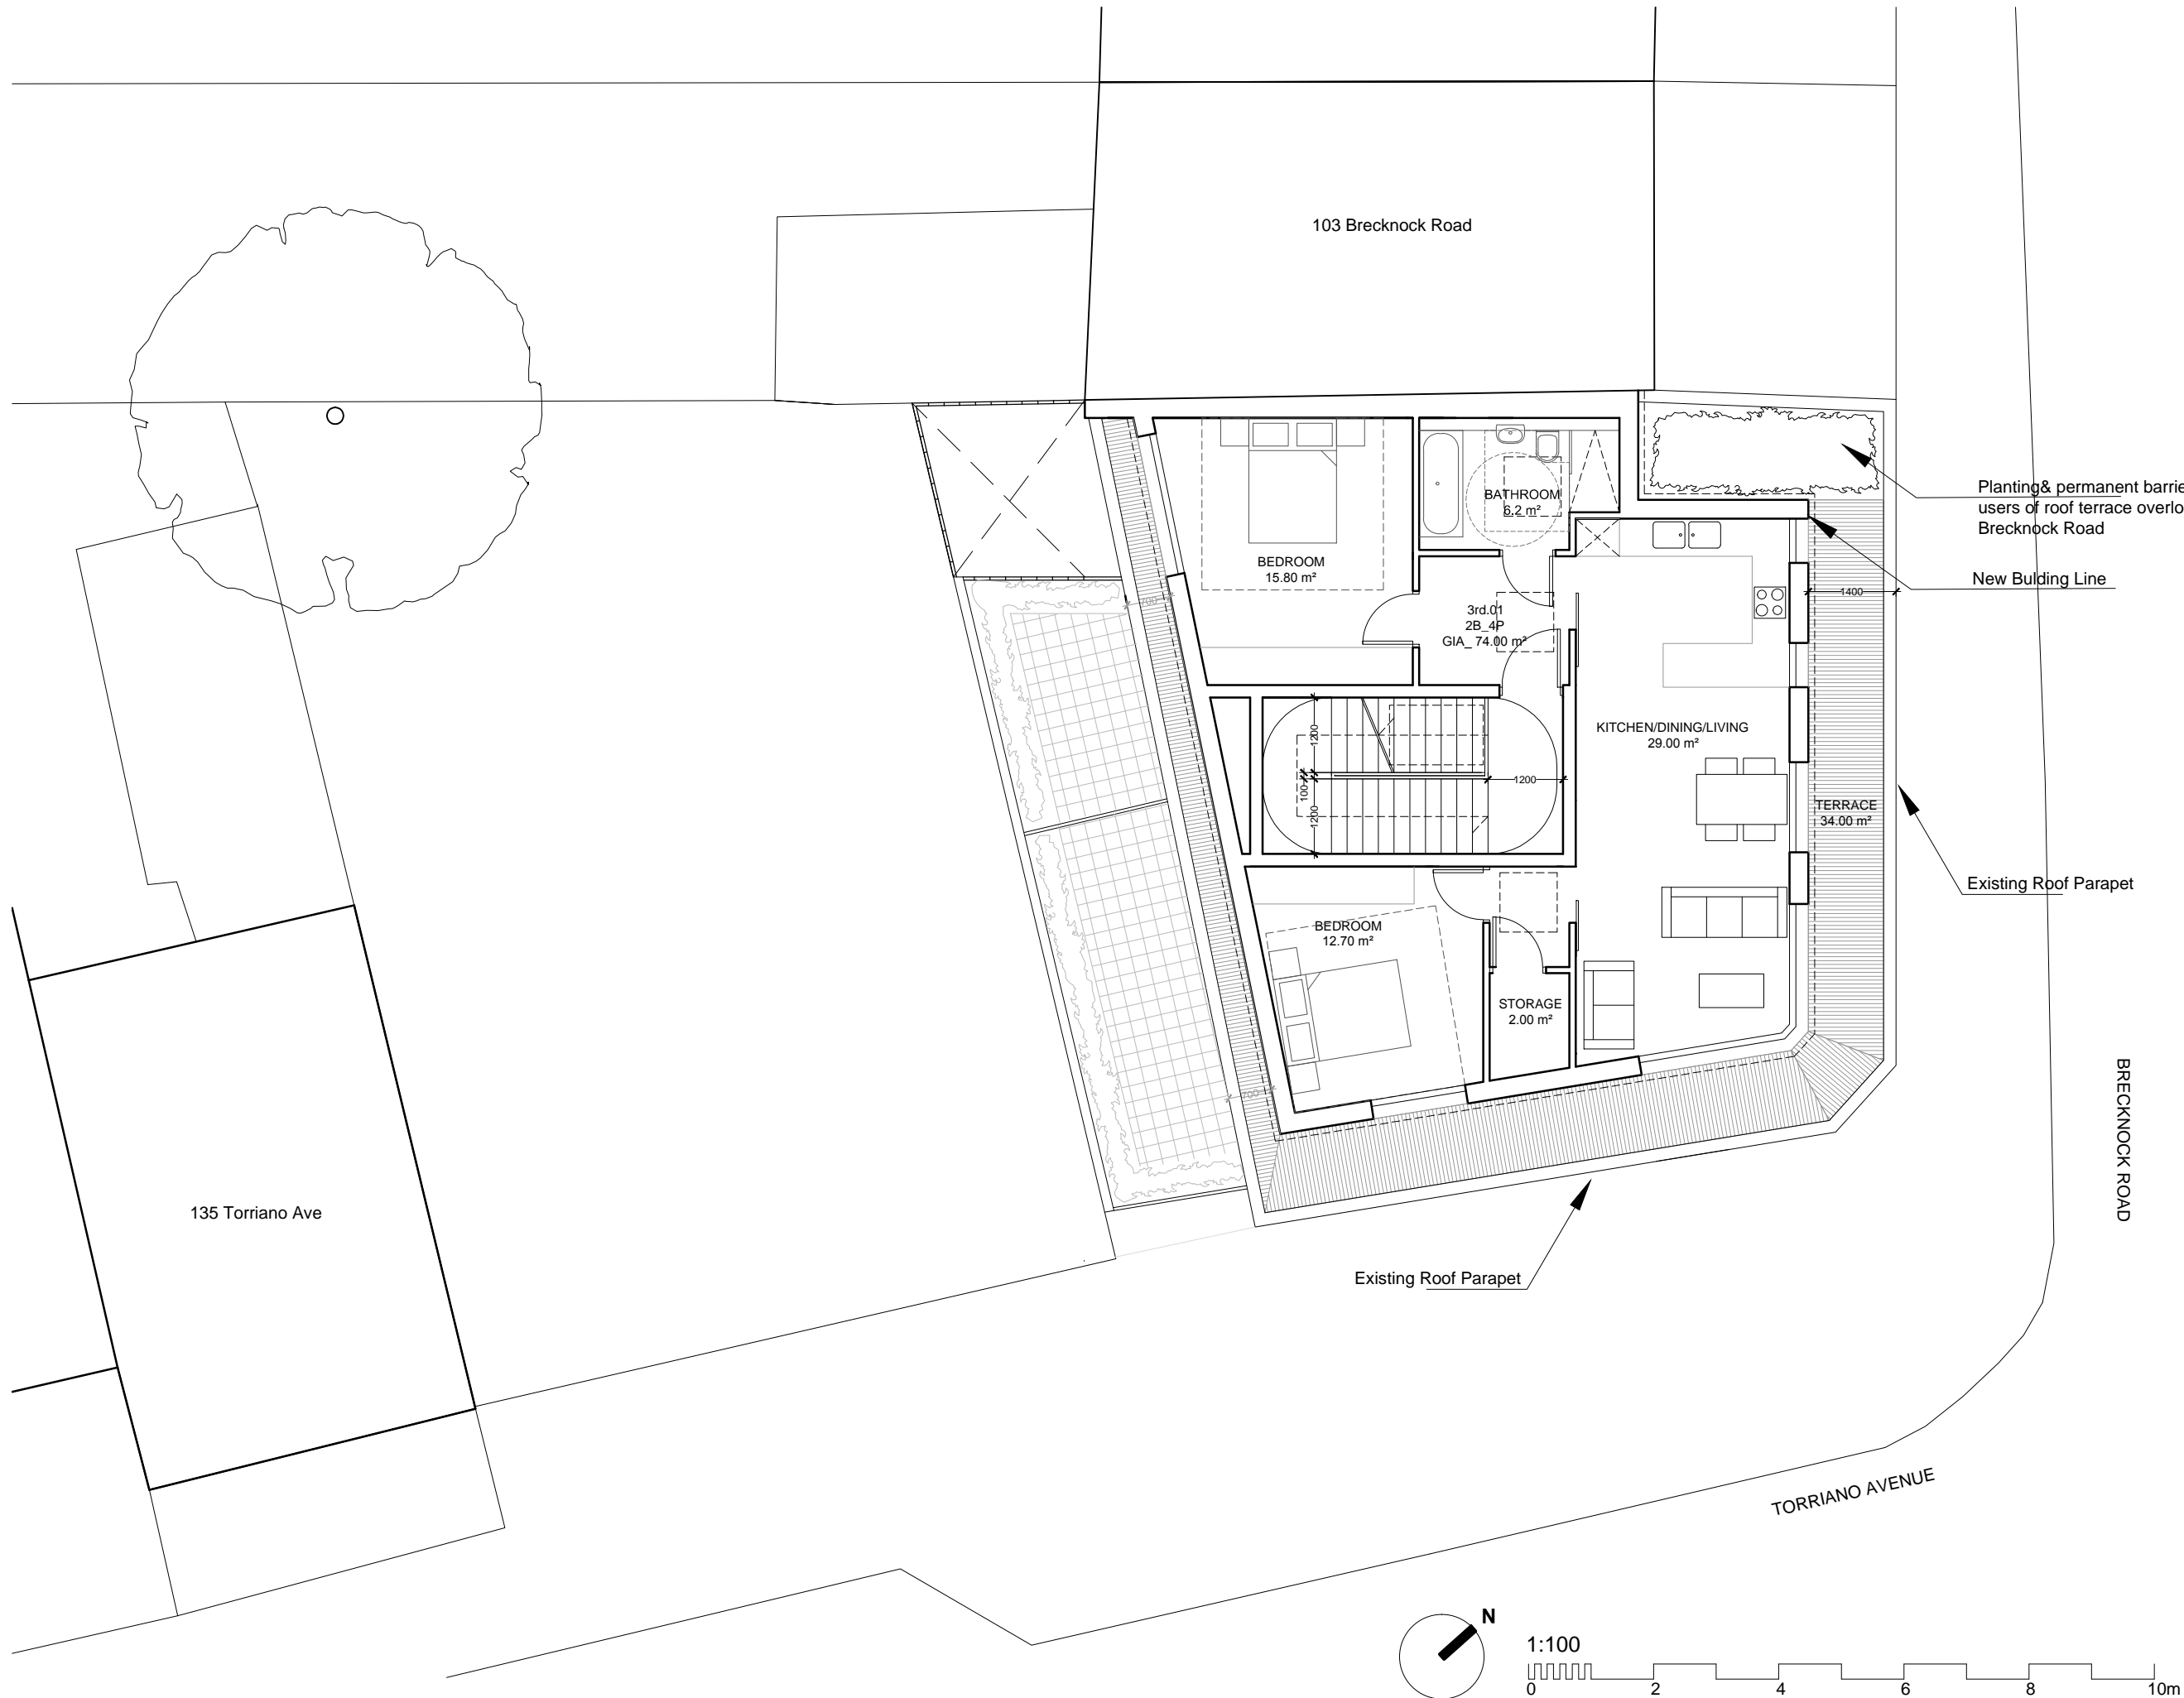 103 Brecknock Road
Planting& permanent
users of roof terrace
Brecknock Road
New Bulding Line
BATHROOM
6.2 m²
BEDROOM
15.80 m²
700
1400
3rd.01
2B_4P
GIA_ 74.00 m²
1200
100
1200
1200
KITCHEN/DINING/LIVING
29.00 m²
TERRACE
34.00 m²
Existing Roof Parapet
BEDROOM
12.70 m²
STORAGE
2.00 m²
700
135 Torriano Ave
Existing Roof Parapet
BRECKNOCK ROAD
TORRIANO AVENUE
N
1:100
0 2 4 6 8 10m